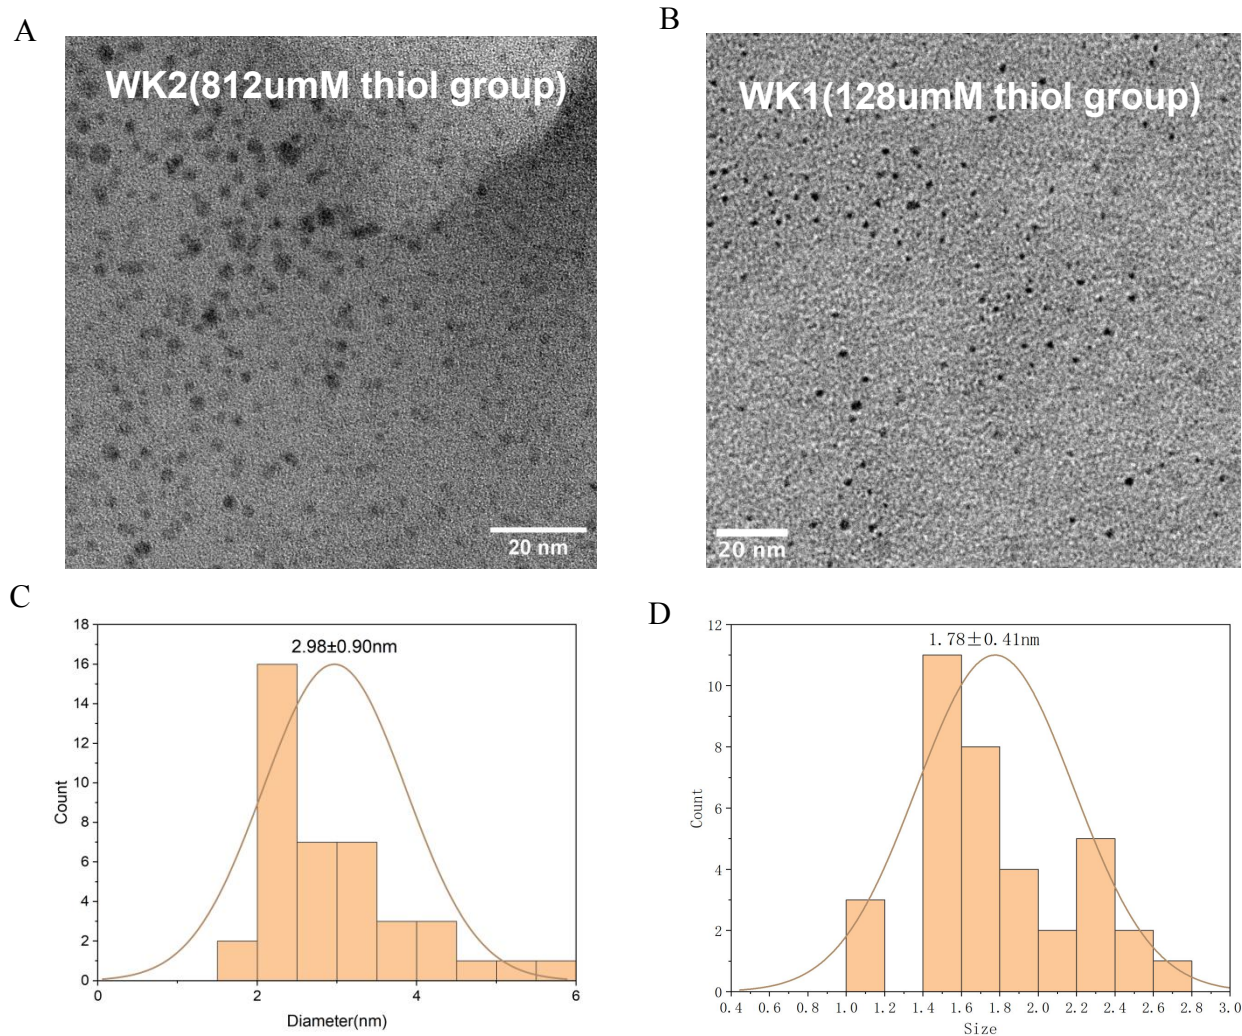 A
B
WK2(812umM thiol group)
WK1(128umM thiol group)
20 nm
20 nm
C
D
18
16
14
12
10
8
6
4
2
0
Count
2.98±0.90nm
0
2
4
6
Diameter(nm)
12
10
8
6
4
2
0
Count
1.78±0.41nm
0.4
0.6
0.8
1.0
1.2
1.4
1.6
1.8
2.0
2.2
2.4
2.6
2.8
3.0
Size